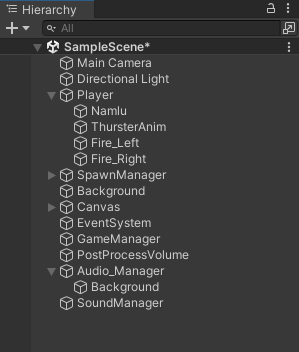 Hierarchy
All
SampleScene*
Main Camera
Directional Light
Player
Namlu
ThursterAnim
Fire_Left
Fire_Right
SpawnManager
Background
Canvas
EventSystem
GameManager
PostProcessVolume
Audio_Manager
Background
SoundManager